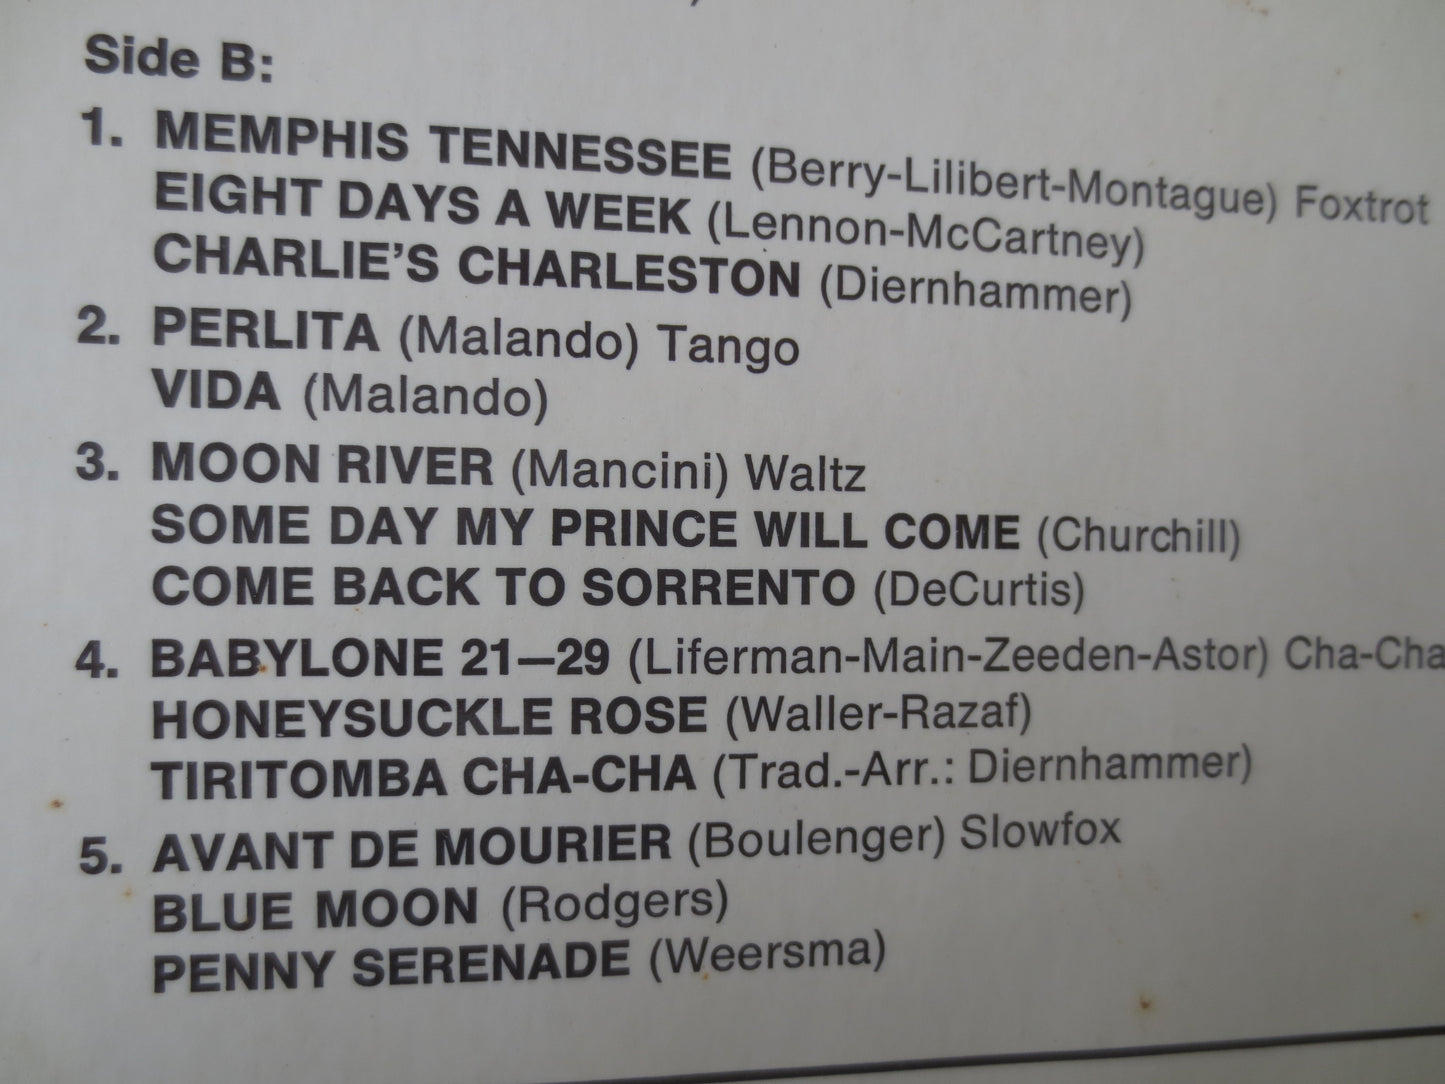 Side B:
1. MEMPHIS TENNESSEE (Berry-Lilibert-Montague) Foxtrot
EIGHT DAYS A WEEK (Lennon-McCartney)
CHARLIE'S CHARLESTON (Diernhammer)
2. PERLITA (Malando) Tango
VIDA (Malando)
3. MOON RIVER (Mancini) Waltz
SOME DAY MY PRINCE WILL COME (Churchill)
COME BACK TO SORRENTO (DeCurtis)
4. BABYLONE 21—29 (Liferman-Main-Zeeden-Astor) Cha-Cha
HONEYSUCKLE ROSE (Waller-Razaf)
TIRITOMBA CHA-CHA (Trad.-Arr.: Diernhammer)
5. AVANT DE MOURIER (Boulenger) Slowfox
BLUE MOON (Rodgers)
PENNY SERENADE (Weersma)